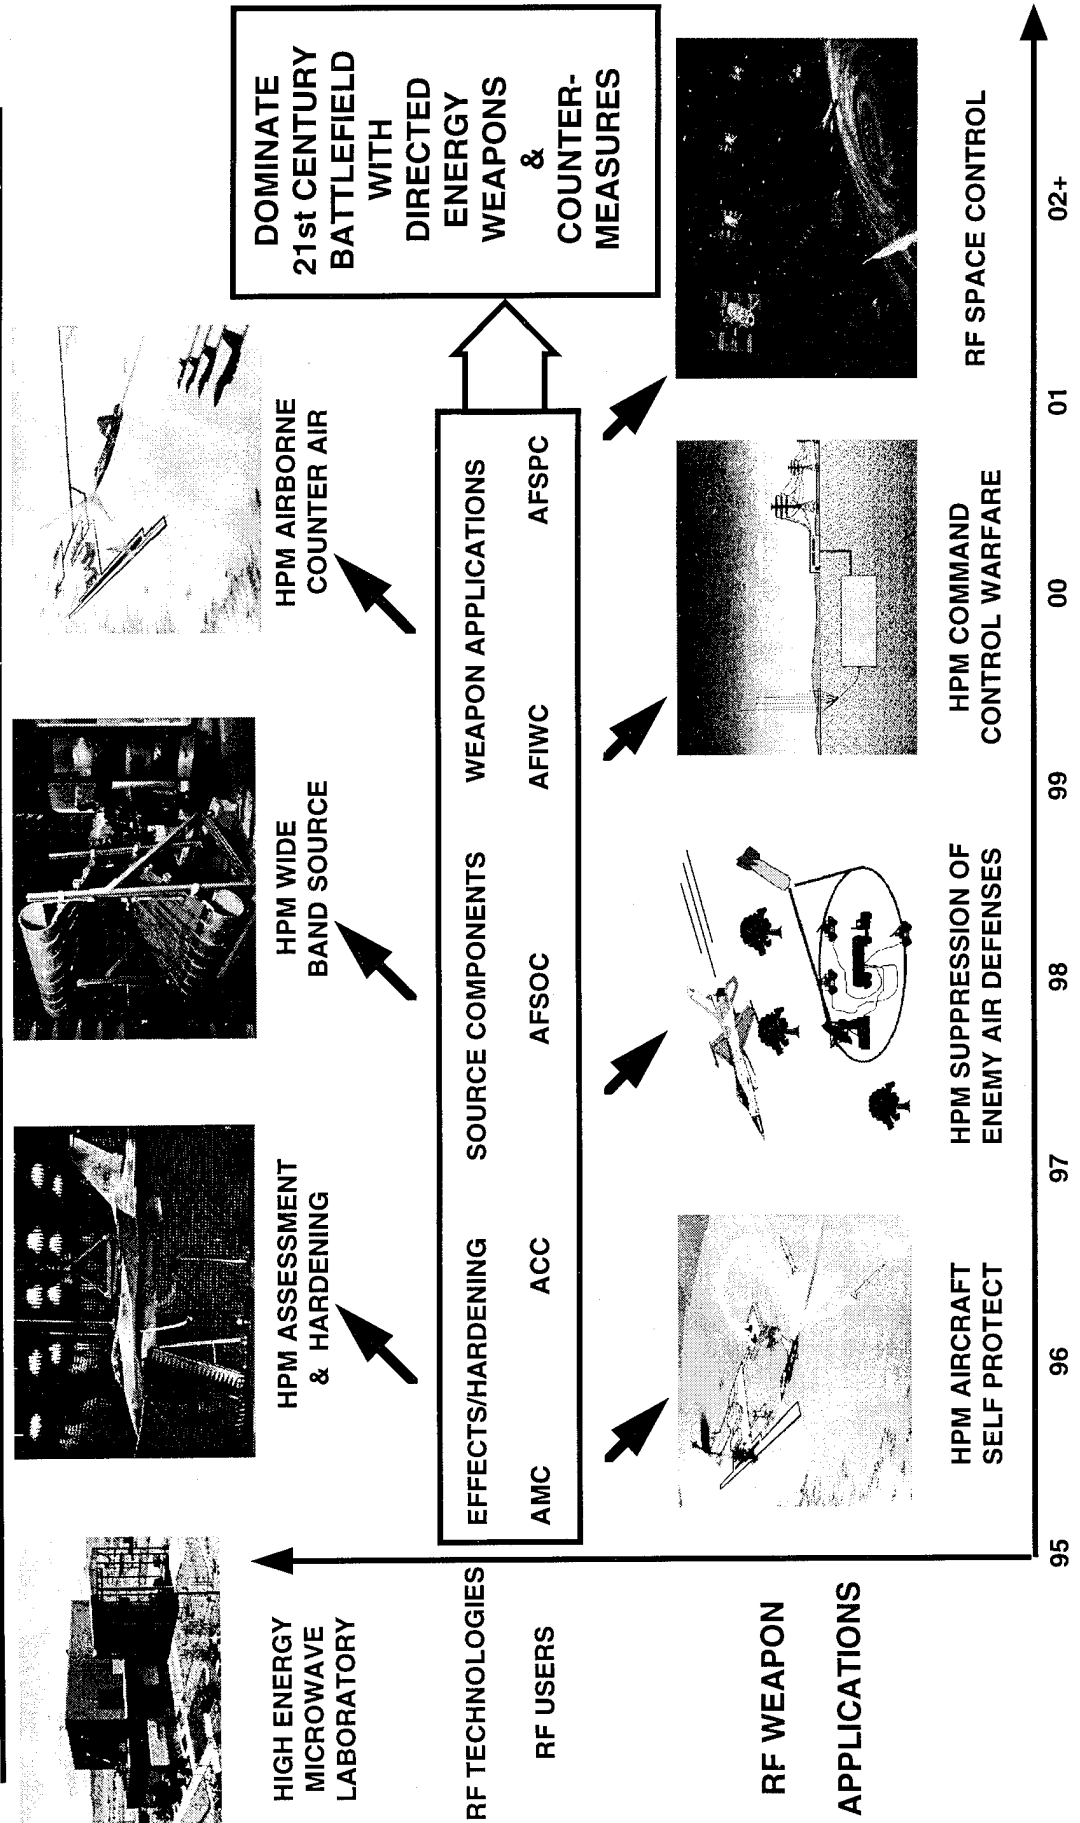 HIGH ENERGY
MICROWAVE
LABORATORY
HPM ASSESSMENT
& HARDENING
HPM WIDE
BAND SOURCE
HPM AIRBORNE
COUNTER AIR
DOMINATE
21st CENTURY
BATTLEFIELD
WITH
DIRECTED
ENERGY
WEAPONS
&
COUNTER-
MEASURES
RF TECHNOLOGIES
EFFECTS/HARDENING
SOURCE COMPONENTS
WEAPON APPLICATIONS
RF USERS
AMC
ACC
AFSOC
AFIWC
AFSPC
RF WEAPON
APPLICATIONS
HPM AIRCRAFT
SELF PROTECT
HPM SUPPRESSION OF
ENEMY AIR DEFENSES
HPM COMMAND
CONTROL WARFARE
RF SPACE CONTROL
95
96
97
98
99
00
01
02+